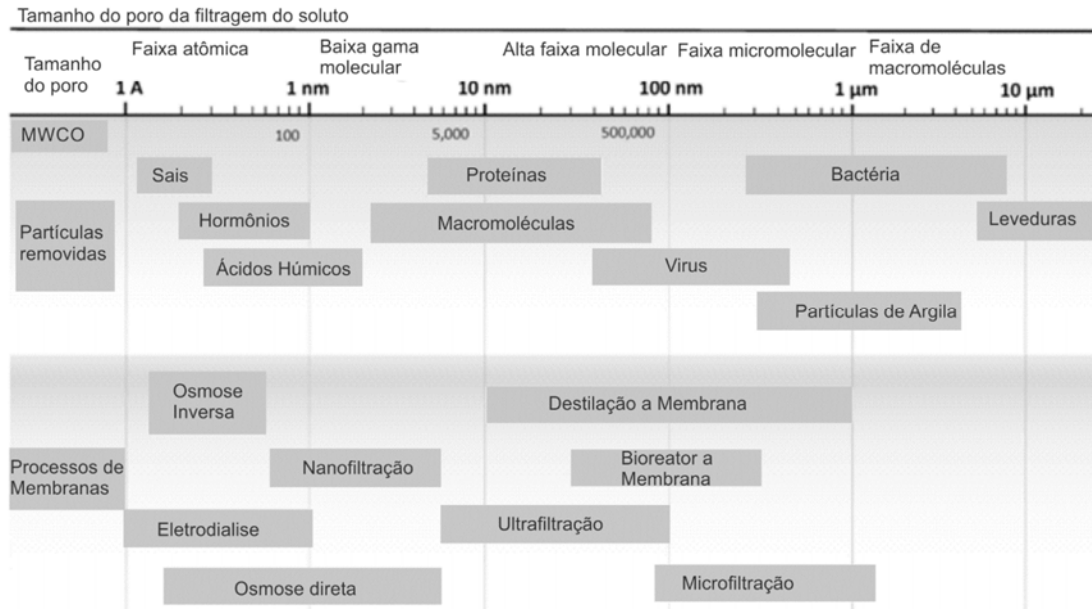 Tamanho do poro da filtragem do soluto
Faixa atômica
Baixa gama
molecular
Alta faixa molecular
Faixa micromolecular
Faixa de
macromoléculas
Tamanho
do poro
1 A
1 nm
10 nm
100 nm
1 μm
10 μm
MWCO
100
5,000
500,000
Sais
Proteínas
Bactéria
Partículas
removidas
Hormônios
Macromoléculas
Leveduras
Ácidos Húmicos
Virus
Partículas de Argila
Osmose
Inversa
Destilação a Membrana
Processos de
Membranas
Nanofiltração
Bioreator a
Membrana
Eletrodialise
Ultrafiltração
Osmose direta
Microfiltração